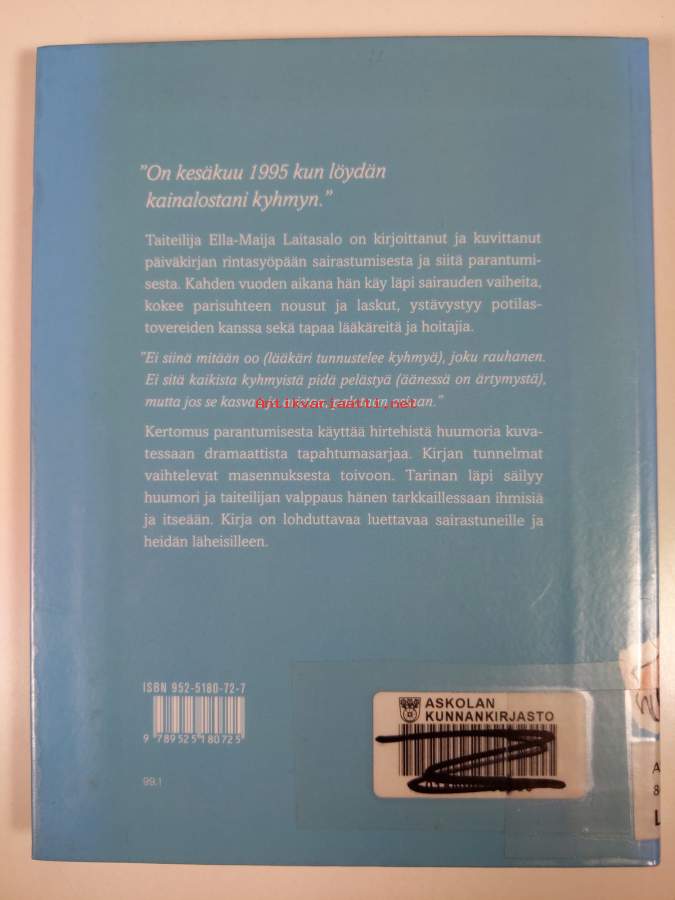 "On kesäkuu 1995 kun löydän
kainalostani kyhmyn."
Taiteilija Ella-Maija Laitasalo on kirjoittanut ja kuvittanut
päiväkirjan rintasyöpään sairastumisesta ja siitä parantumi-
sesta. Kahden vuoden aikana hän käy läpi sairauden vaiheita,
kokee parisuhteen nousut ja laskut, ystävystyy potilas-
tovereiden kanssa sekä tapaa lääkäreitä ja hoitajia.
"Ei siinä mitään oo (lääkäri tunnustelee kyhmyä), joku rauhanen.
Ei sitä kaikista kyhmyistä pidä pelästyä (äänessä on ärtymystä),
mutta jos se kasvaa
Antikvariaatti.net
Kertomus parantumisesta käyttää hirtehistä huumoria kuva-
tessaan dramaattista tapahtumasarjaa. Kirjan tunnelmat
vaihtelevat masennuksesta toivoon. Tarinan läpi säilyy
huumori ja taiteilijan valppaus hänen tarkkaillessaan ihmisiä
ja itseään. Kirja on lohduttavaa luettavaa sairastuneille ja
heidän läheisilleen.
ISBN 952-5180-72-7
9 789525 180725
99.1
ASKOLAN
KUNNANKIRJASTO
A
8
L